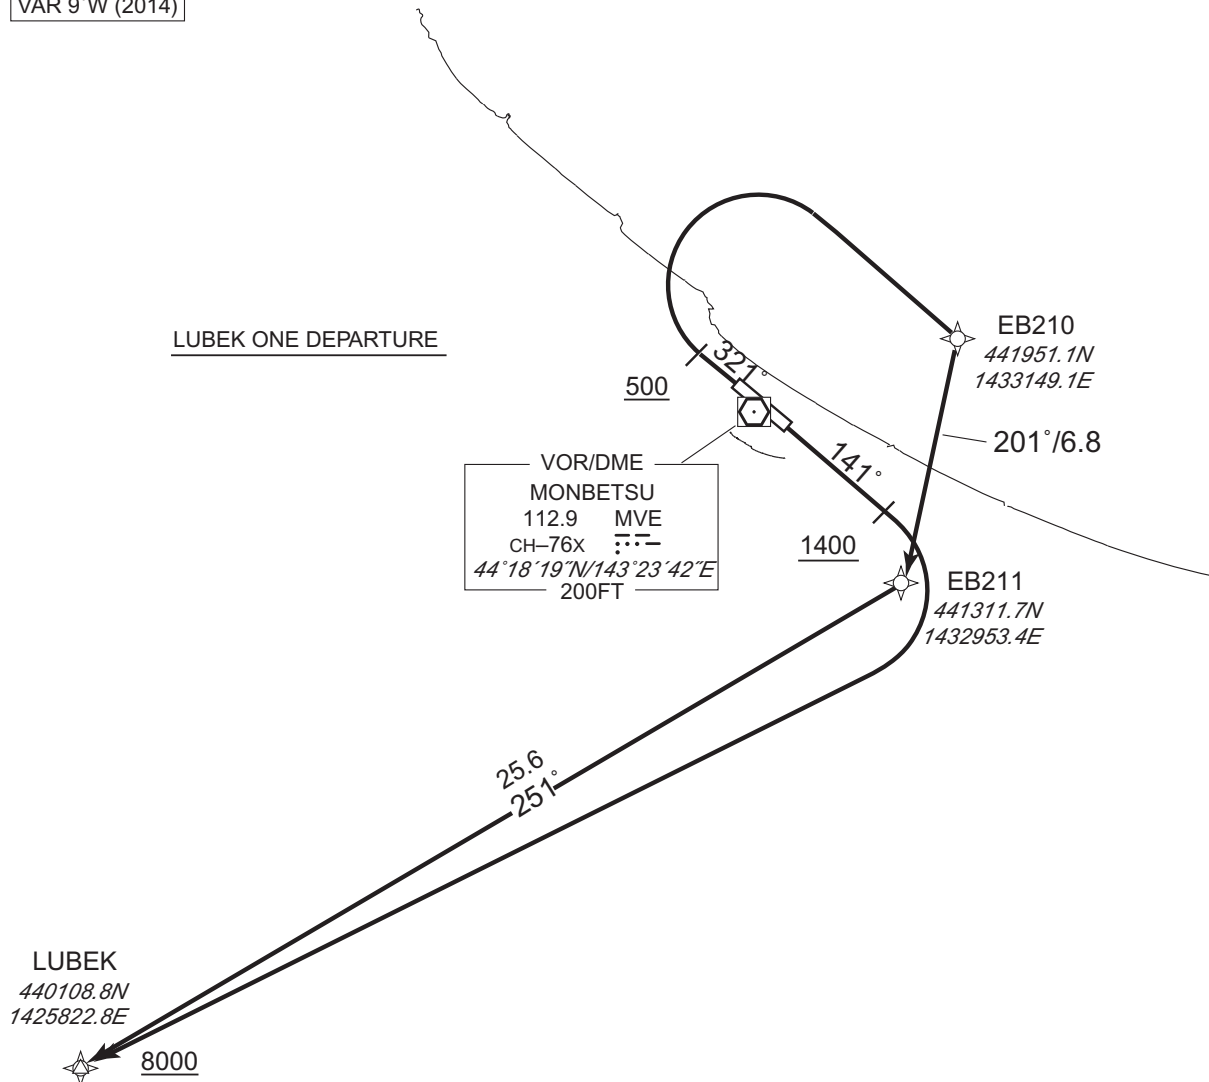 VAR 9°W (2014)
LUBEK ONE DEPARTURE
321°
500
EB210
441951.1N
1433149.1E
201°/6.8
141°
1400
VOR/DME
MONBETSU
112.9 MVE
CH–76X
44°18´19˝N/143°23´42˝E
200FT
EB211
441311.7N
1432953.4E
25.6
251°
LUBEK
440108.8N
1425822.8E
8000